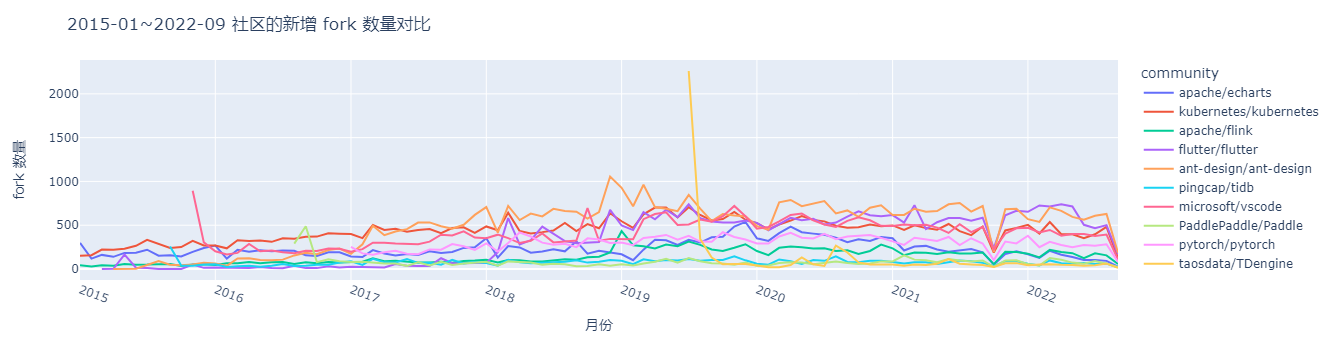 2015-01~2022-09 社区的新增 fork 数量对比
fork 数量
2000
1500
1000
500
0
2015
2016
2017
2018
2019
2020
2021
2022
月份
community
apache/echarts
kubernetes/kubernetes
apache/flink
flutter/flutter
ant-design/ant-design
pingcap/tidb
microsoft/vscode
PaddlePaddle/Paddle
pytorch/pytorch
taosdata/TDengine